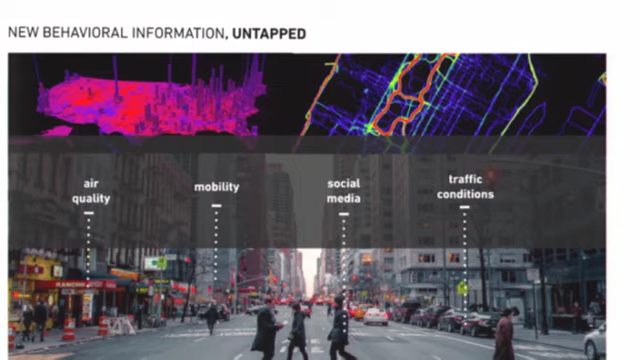 NEW BEHAVIORAL INFORMATION, UNTAPPED
air
quality
mobility
social
media
traffic
conditions